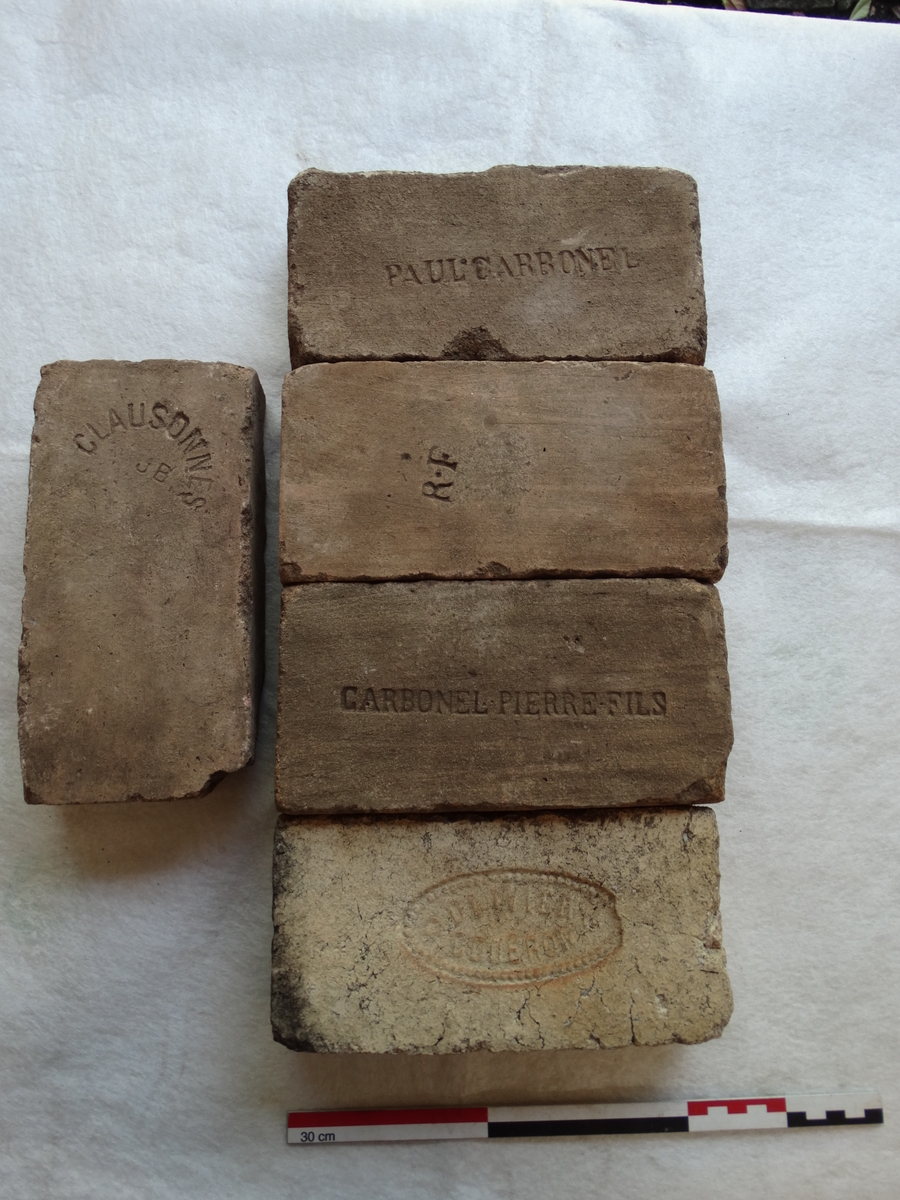 PAUL CARBONEL
CLAUSONNES
JB
R·F
CARBONEL·PIERRE·FILS
30 cm